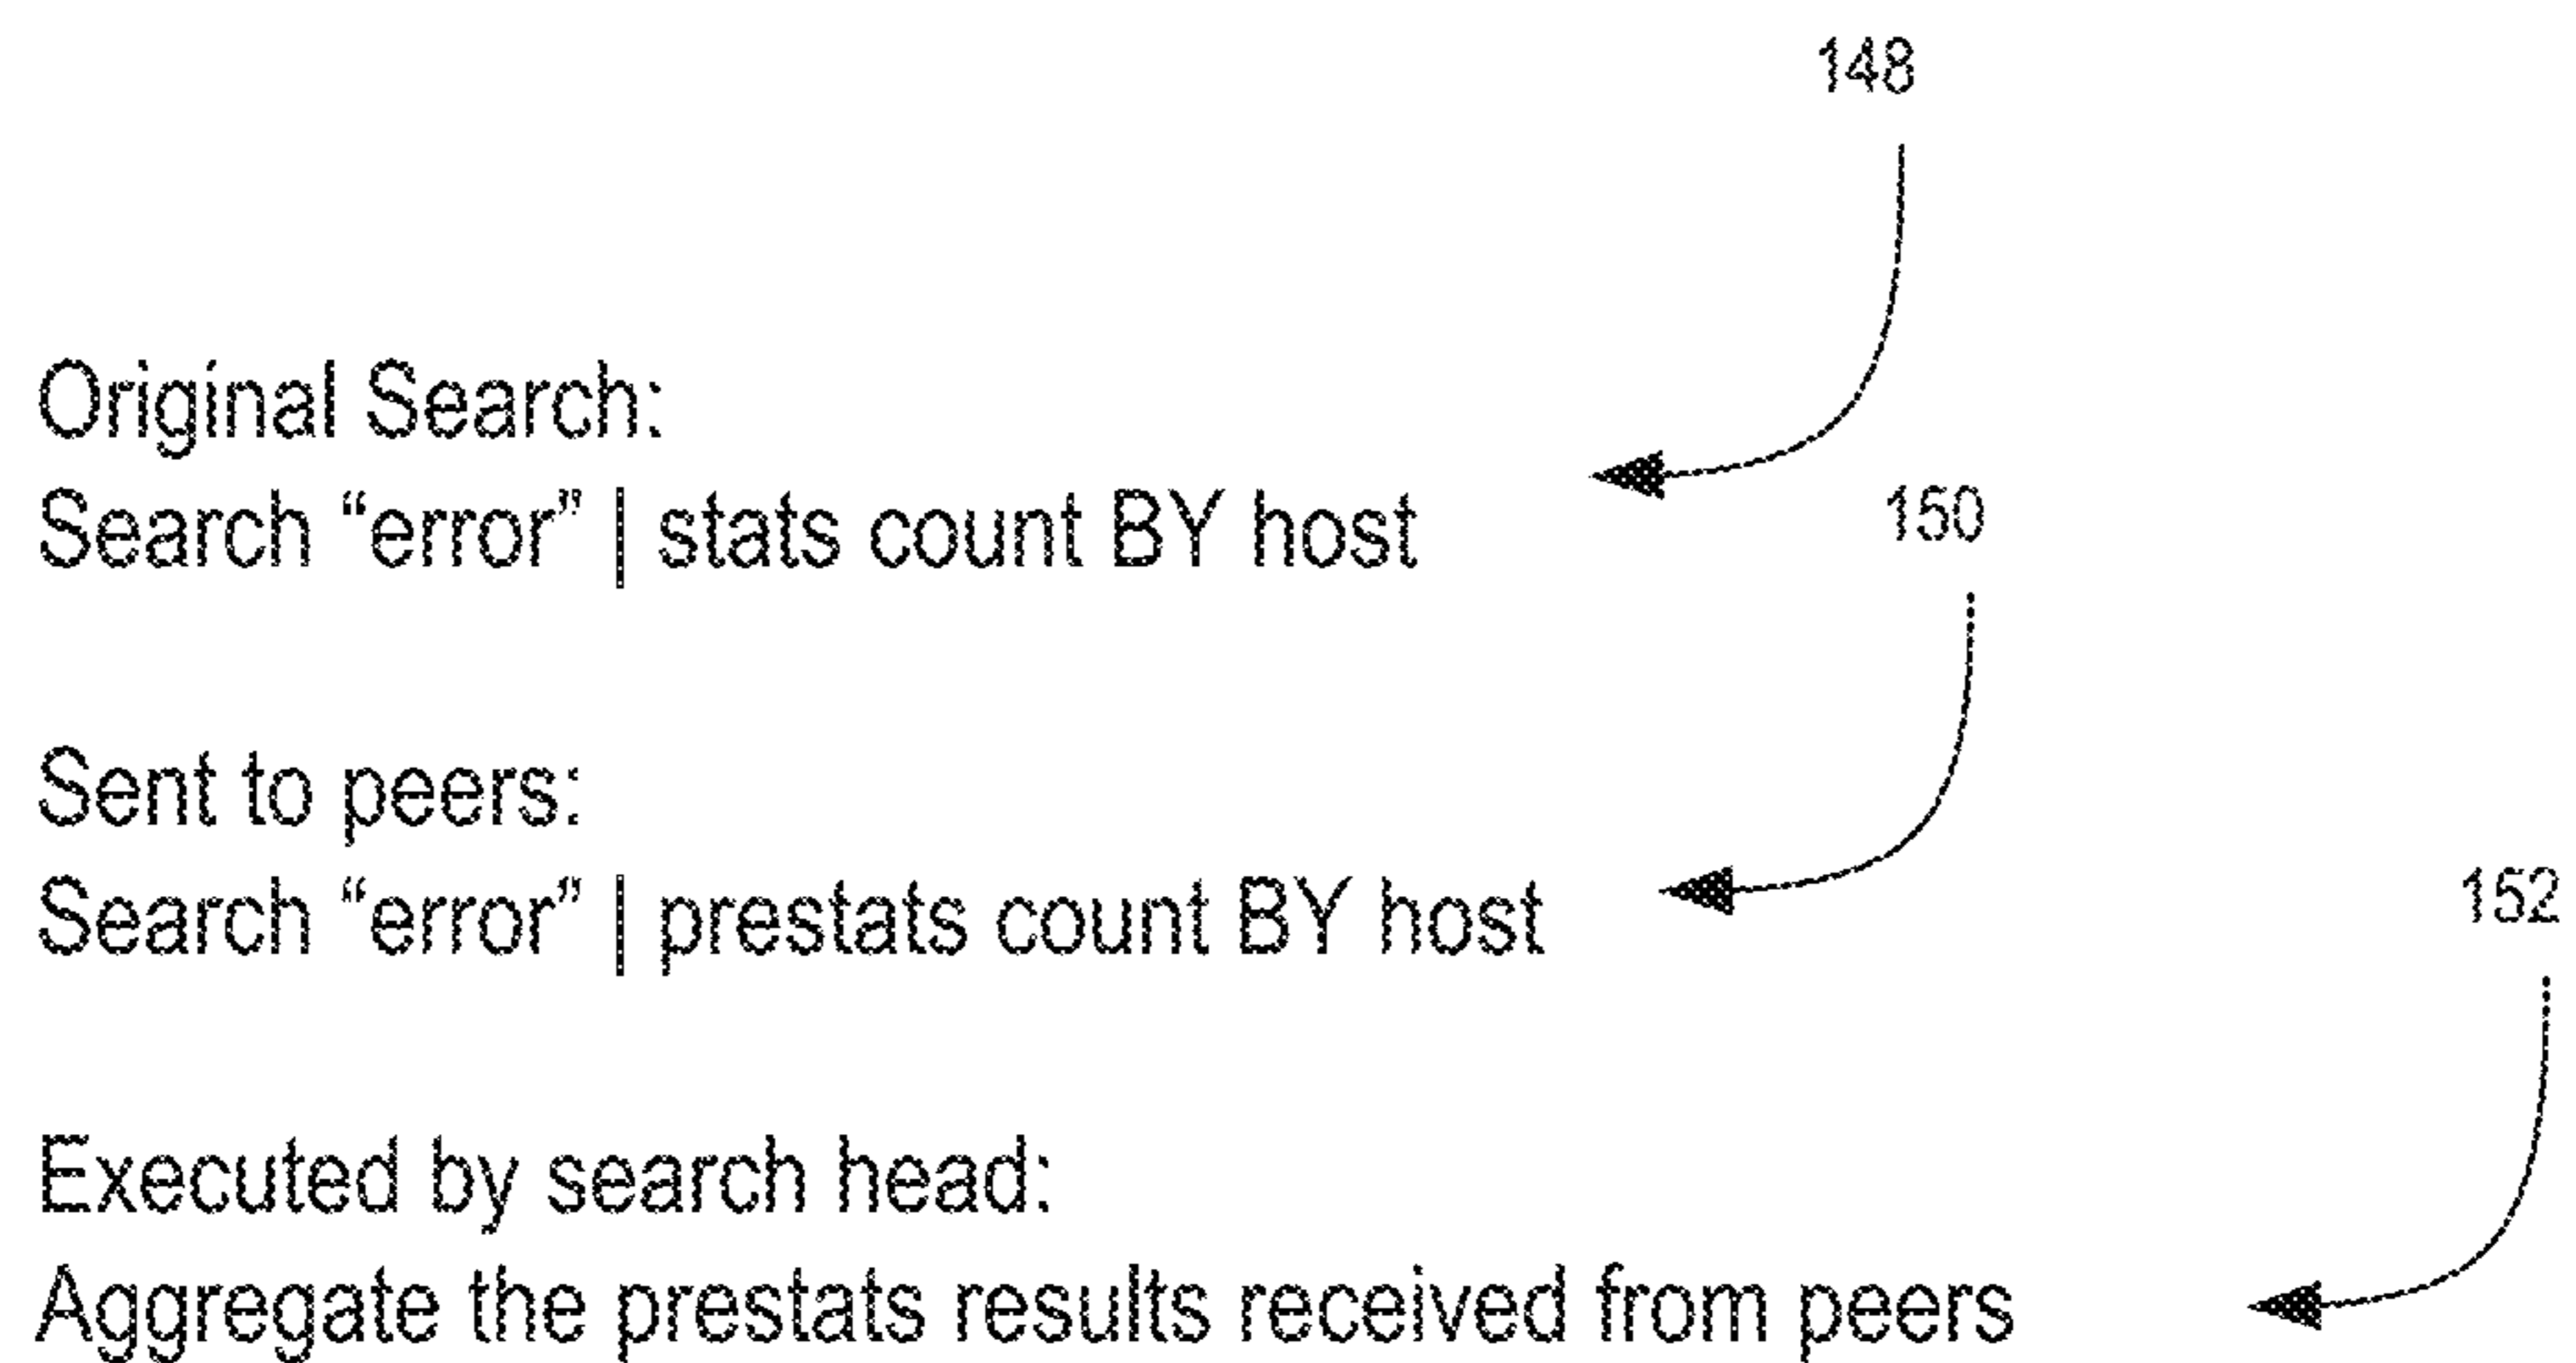 148
Original Search:
Search “error” | stats count BY host
150
Sent to peers:
Search “error” | prestats count BY host
152
Executed by search head:
Aggregate the prestats results received from peers